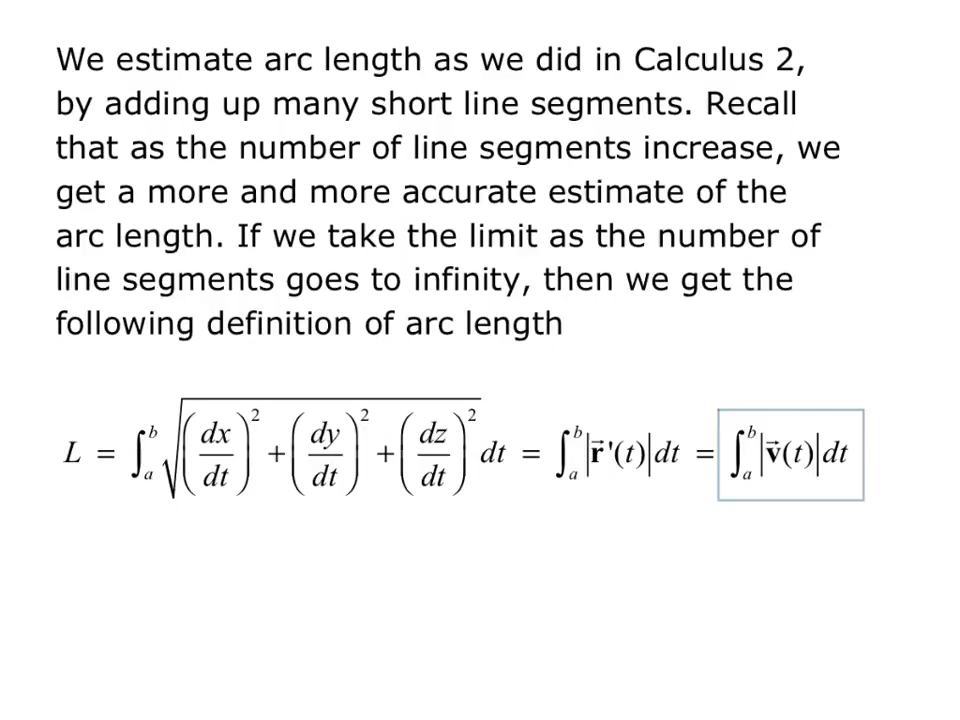 We estimate arc length as we did in Calculus 2,
by adding up many short line segments. Recall
that as the number of line segments increase, we
get a more and more accurate estimate of the
arc length. If we take the limit as the number of
line segments goes to infinity, then we get the
following definition of arc length
L = ∫_a^b √((dx/dt)^2 + (dy/dt)^2 + (dz/dt)^2) dt = ∫_a^b |r⃗'(t)| dt = ∫_a^b |v⃗(t)| dt